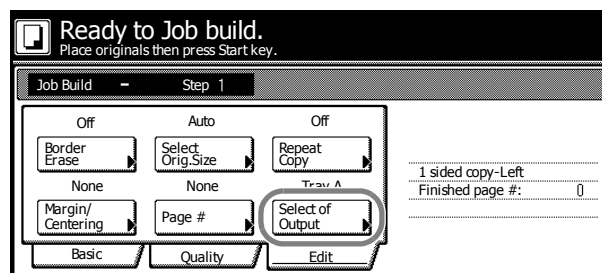 Ready to Job build.
Place originals then press Start key.
Job Build – Step 1
Off Auto Off
Border Erase
Select Orig.Size
Repeat Copy
None None Tray A
Margin/ Centering
Page #
Select of Output
1 sided copy-Left
Finished page #: 0
Basic Quality Edit